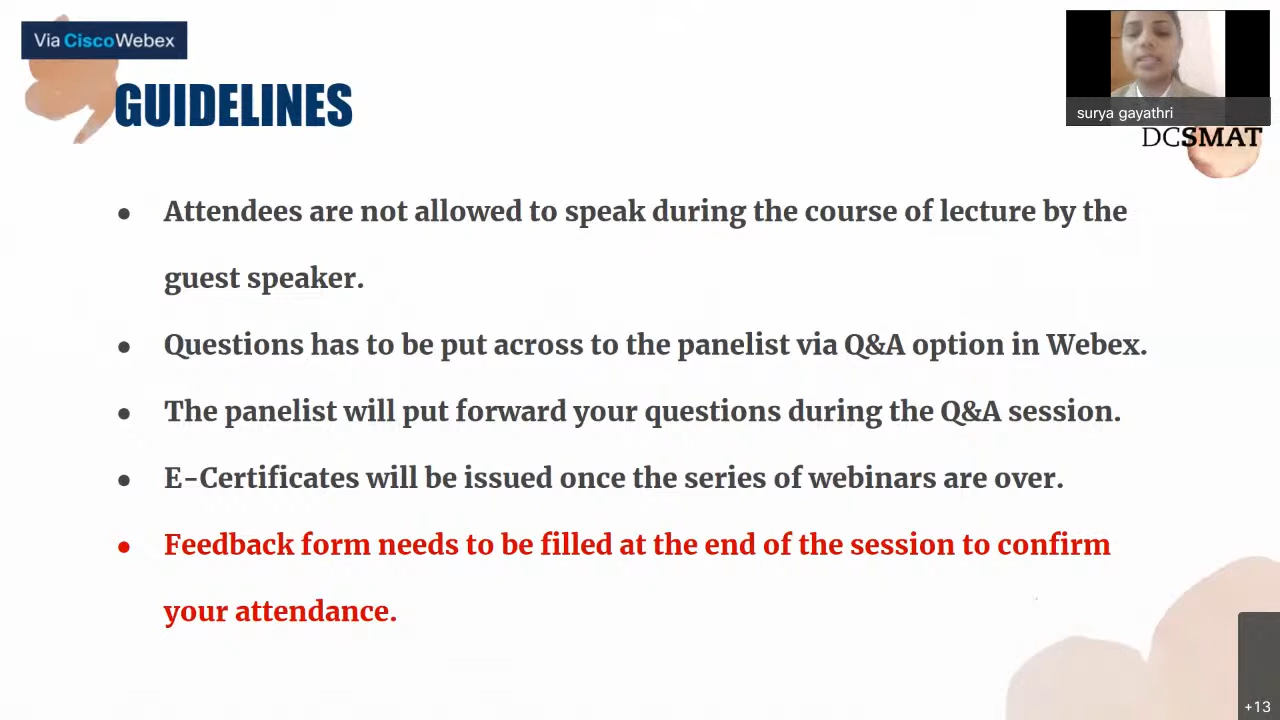 Via Cisco Webex
GUIDELINES
surya gayathri
DCSMAT
● Attendees are not allowed to speak during the course of lecture by the
guest speaker.
● Questions has to be put across to the panelist via Q&A option in Webex.
● The panelist will put forward your questions during the Q&A session.
● E-Certificates will be issued once the series of webinars are over.
● Feedback form needs to be filled at the end of the session to confirm
your attendance.
+13